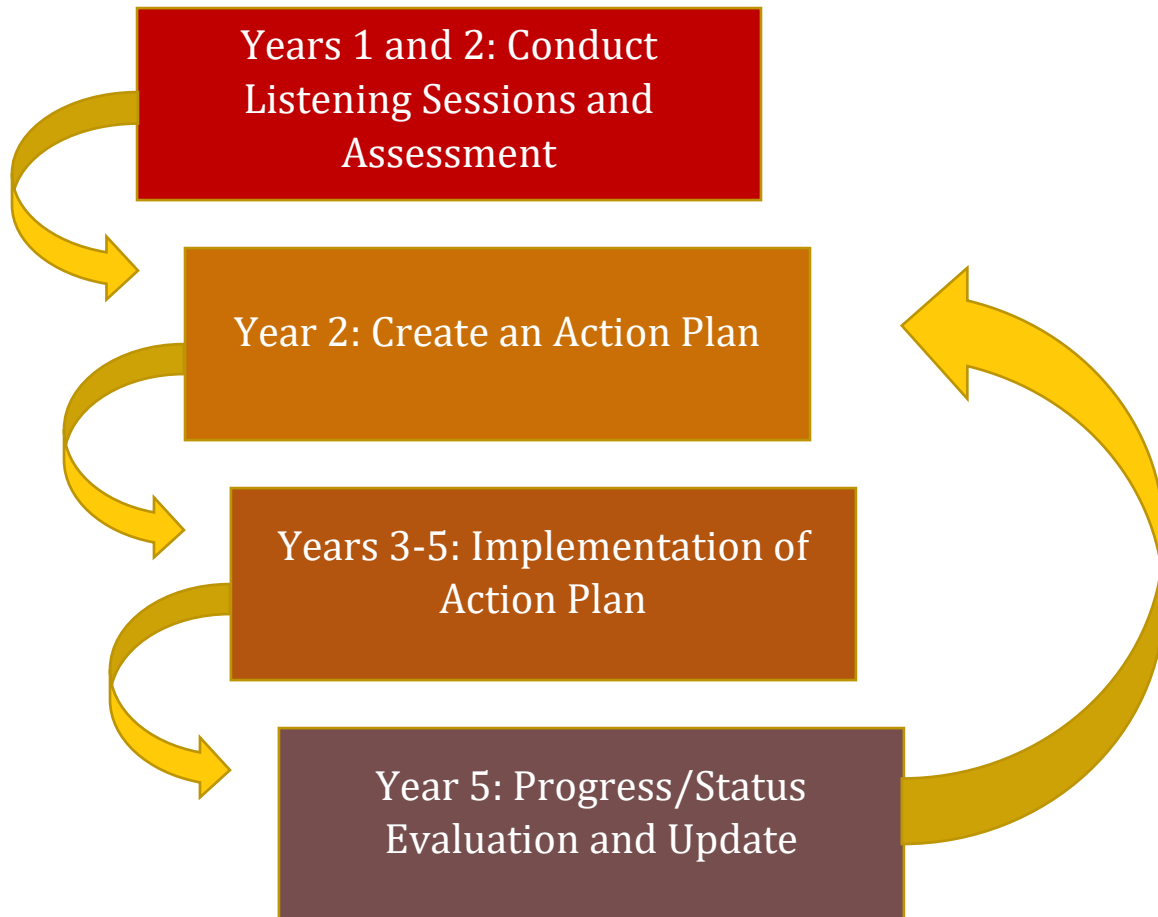 Years 1 and 2: Conduct
Listening Sessions and
Assessment
Year 2: Create an Action Plan
Years 3-5: Implementation of
Action Plan
Year 5: Progress/Status
Evaluation and Update